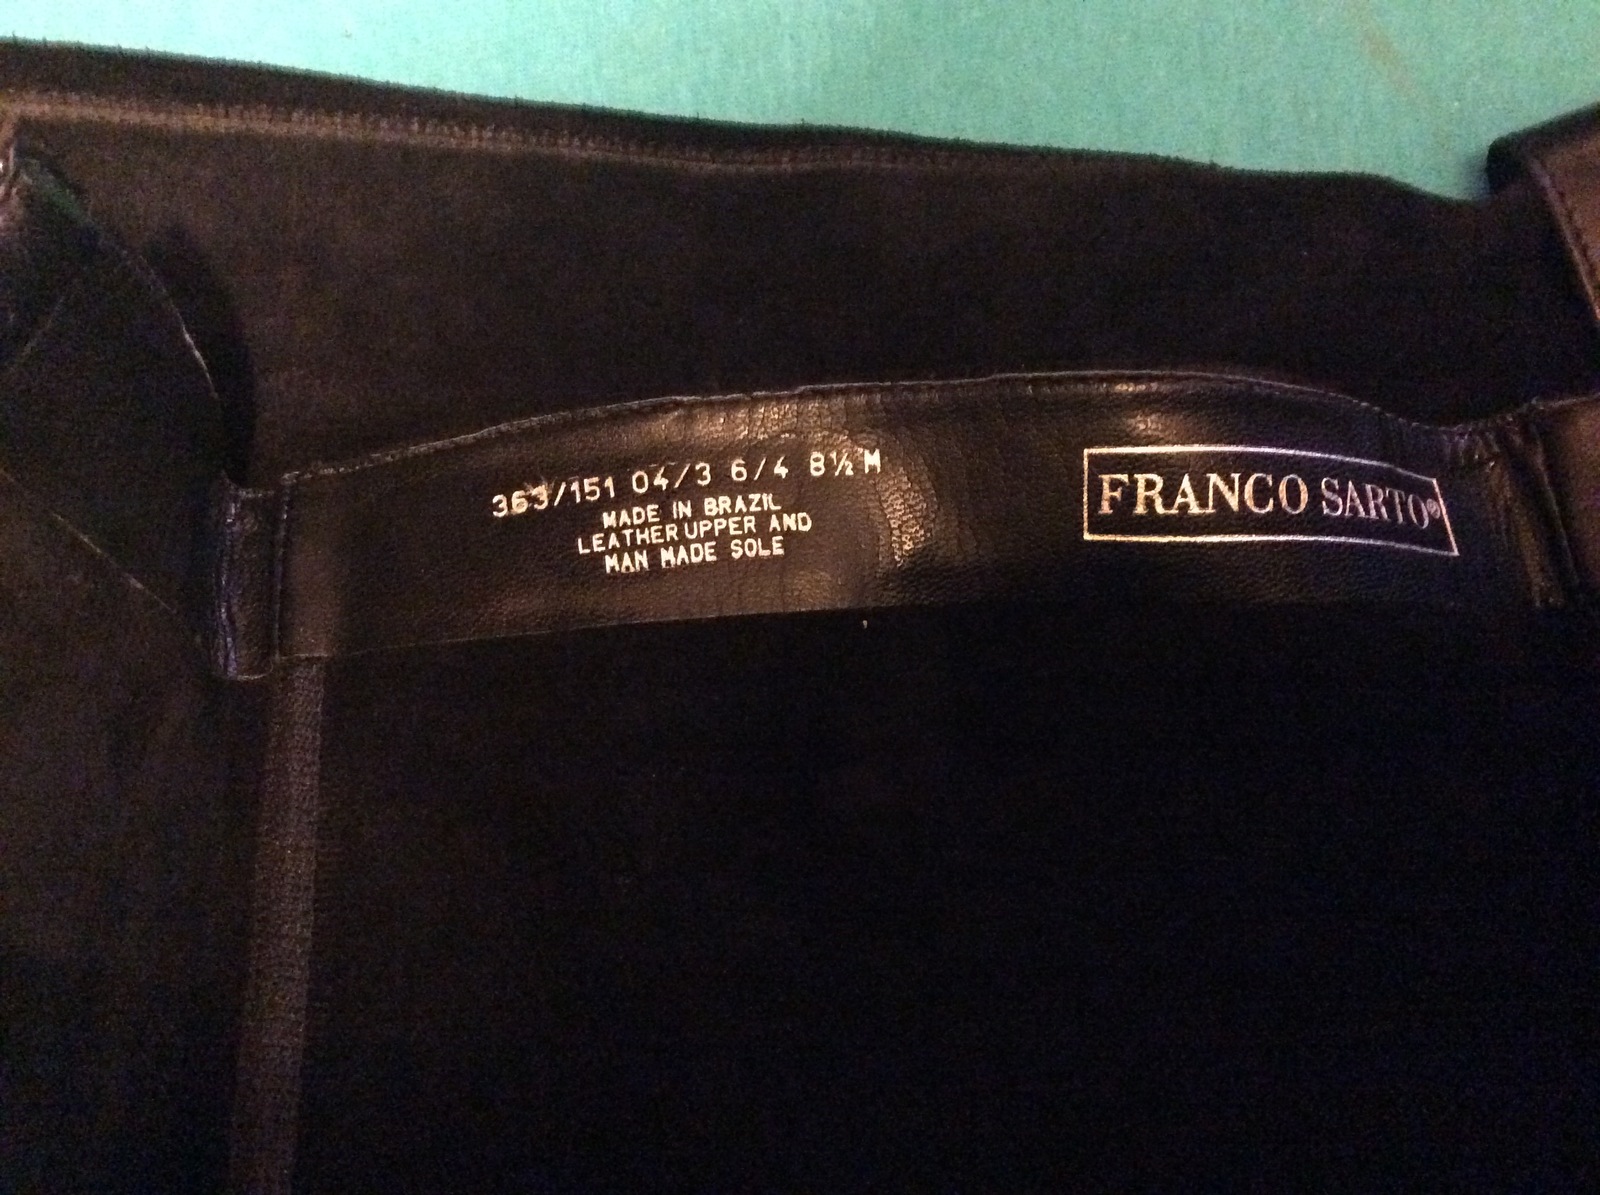 363/151 04/3 6/4 8½ M
MADE IN BRAZIL
LEATHER UPPER AND
MAN MADE SOLE
FRANCO SARTO®